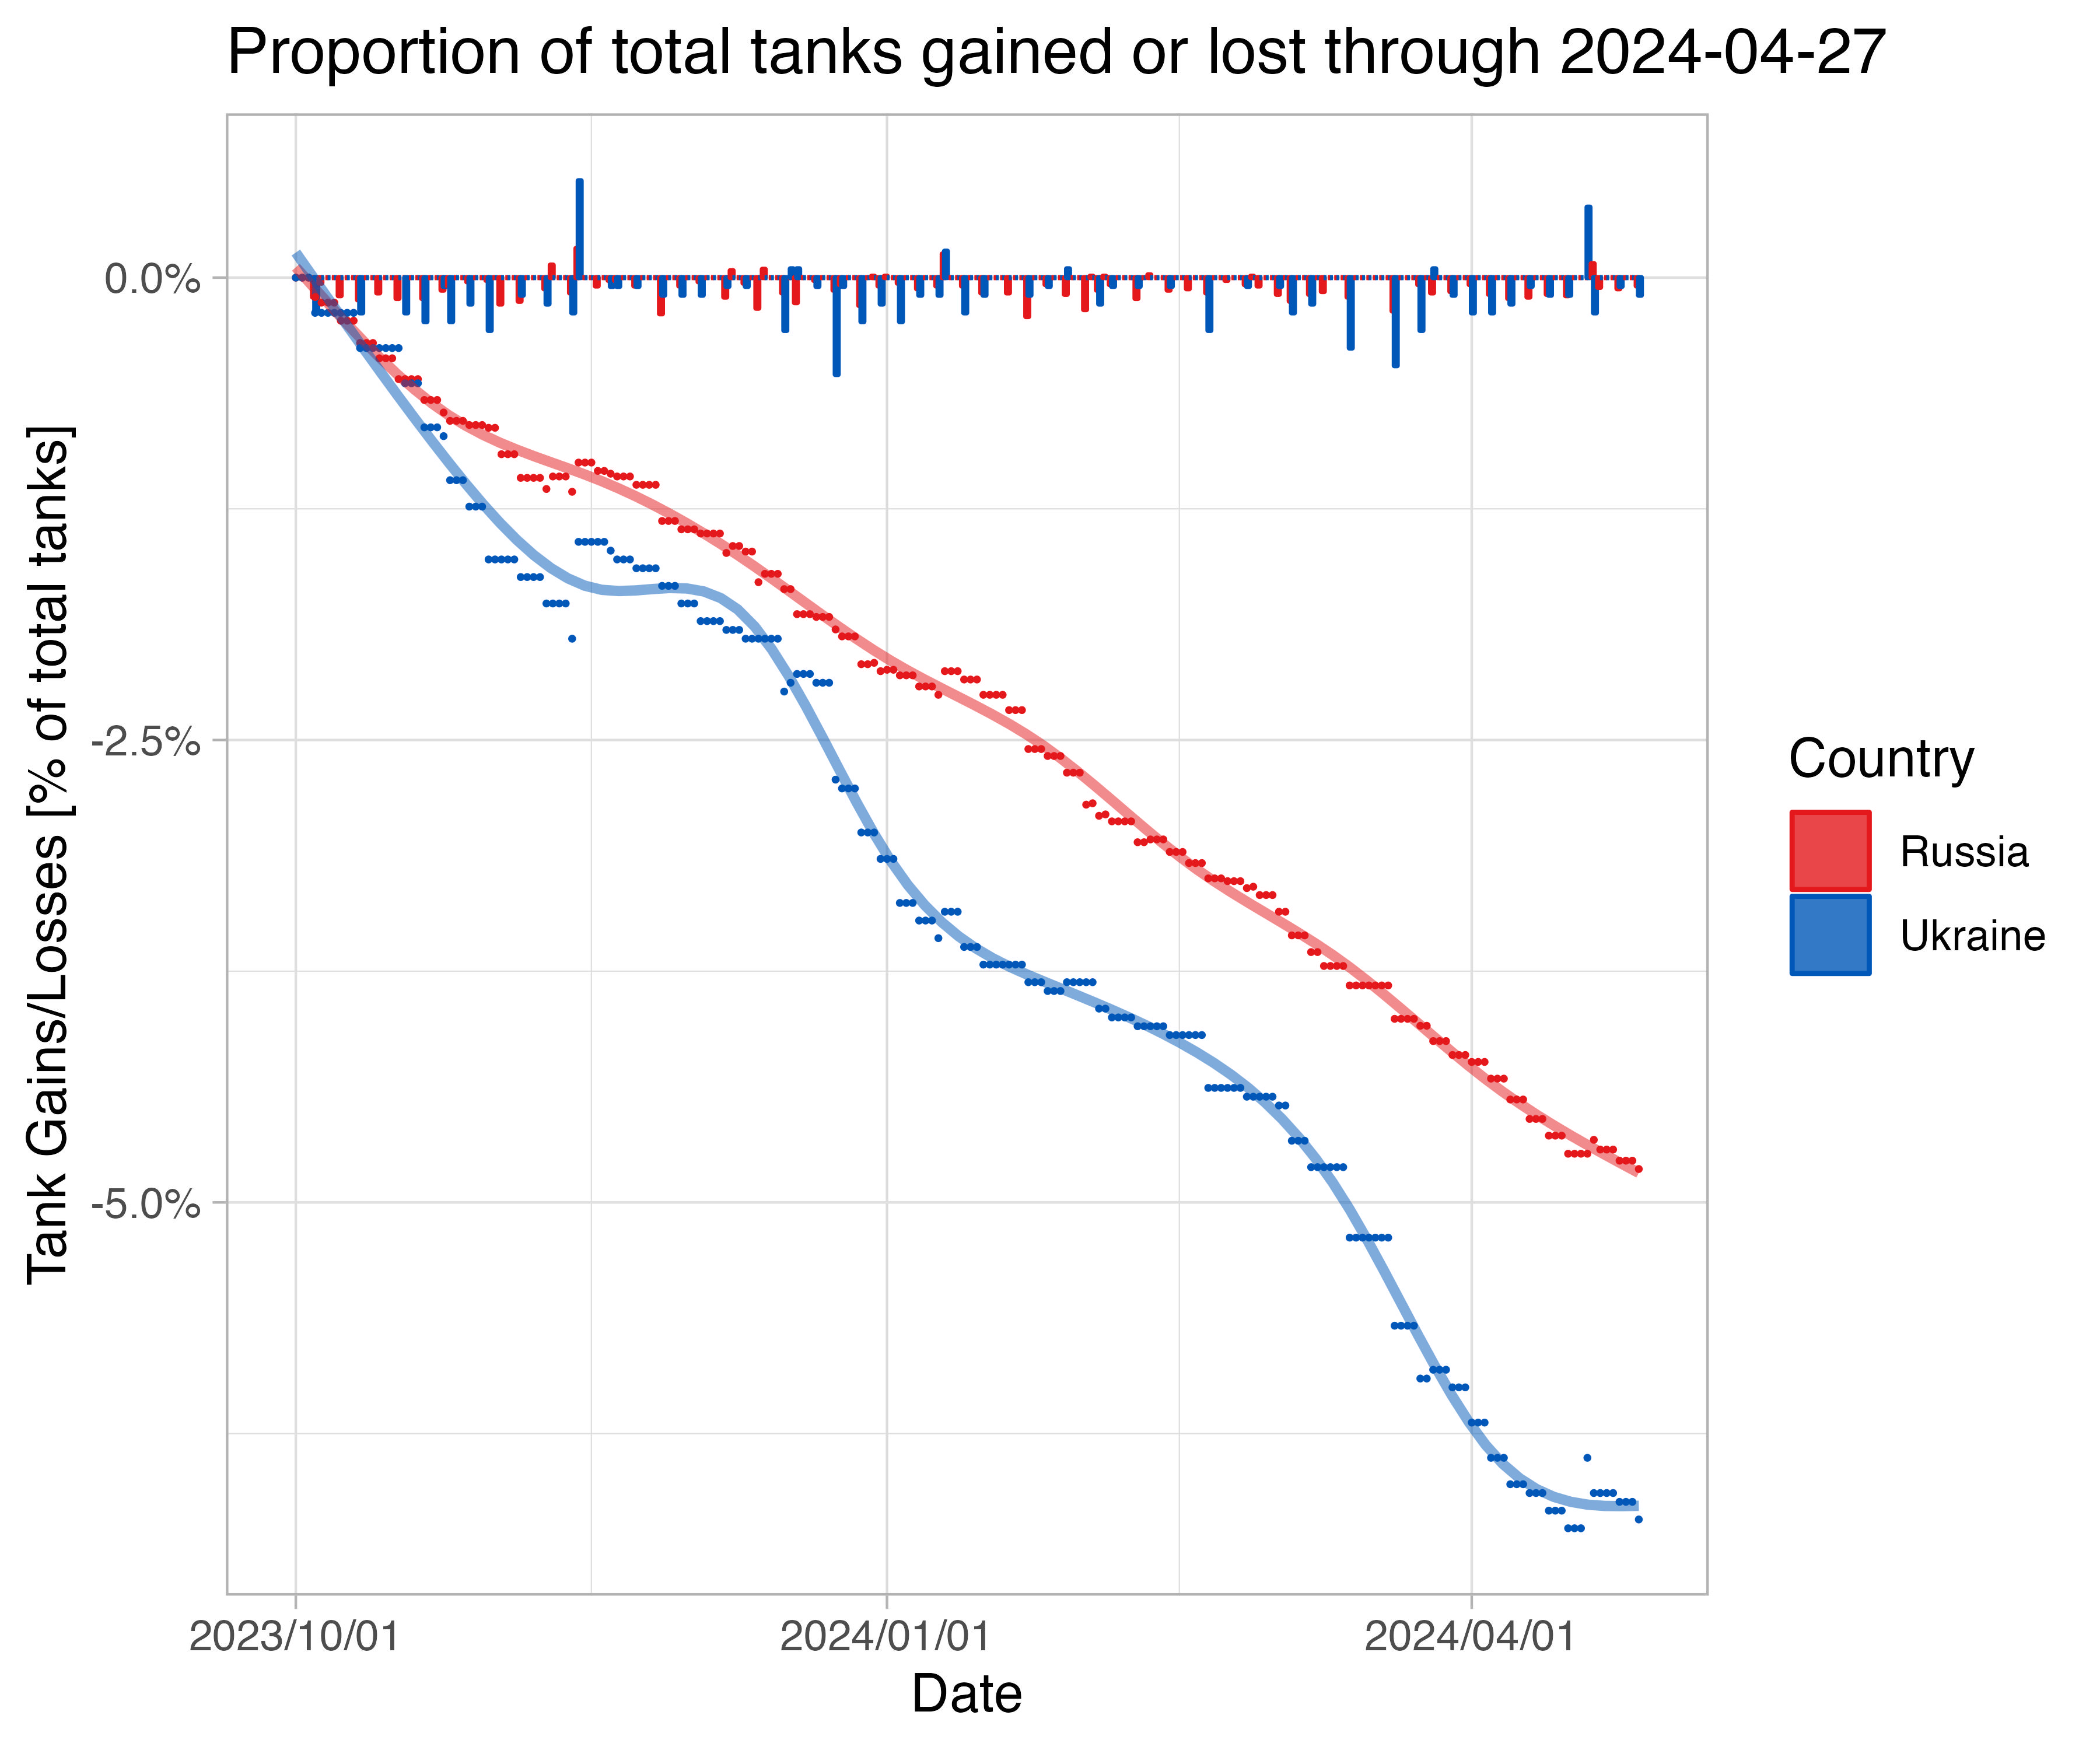 Proportion of total tanks gained or lost through 2024-04-27
Tank Gains/Losses [% of total tanks]
0.0%
-2.5%
-5.0%
2023/10/01
2024/01/01
2024/04/01
Date
Country
Russia
Ukraine